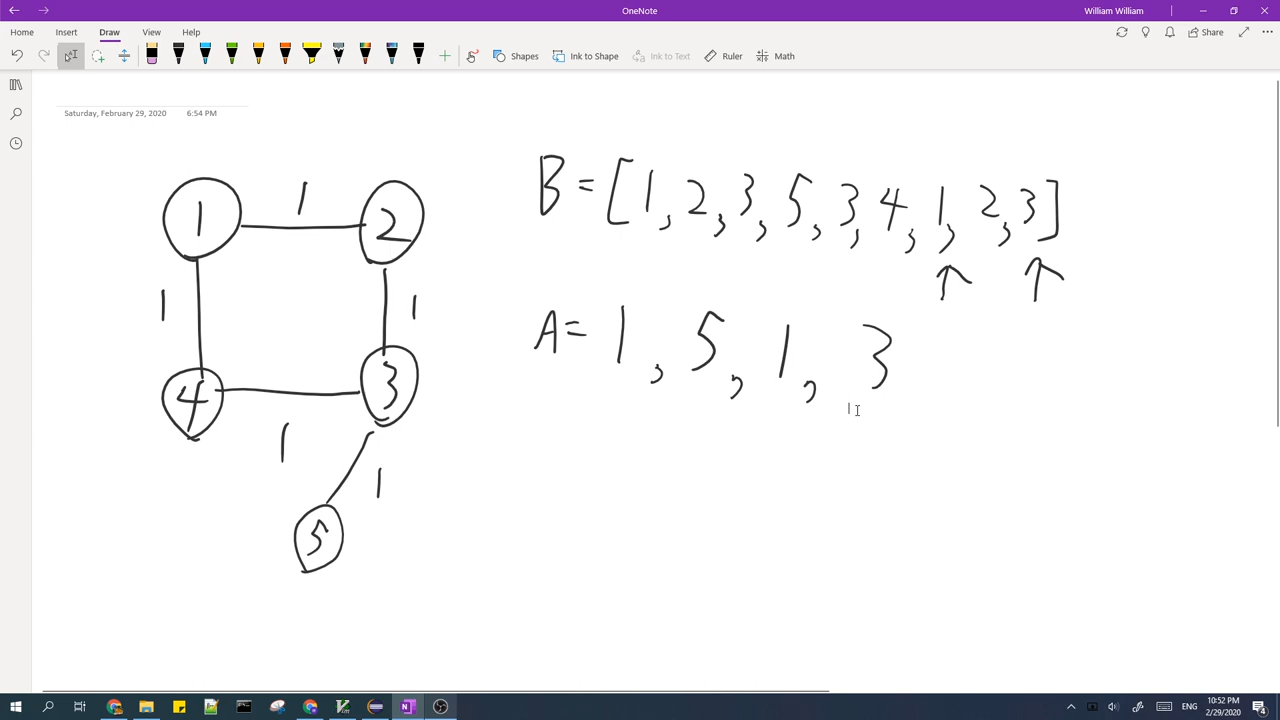 OneNote
William William
Home Insert Draw View Help
Share
Shapes Ink to Shape Ink to Text Ruler Math
Saturday, February 29, 2020 6:54 PM
B = [1, 2, 3, 5, 3, 4, 1, 2, 3]
A = 1, 5, 1, 3
1 1 2
1 1
4 3
1 1
5
10:52 PM
2/29/2020
4